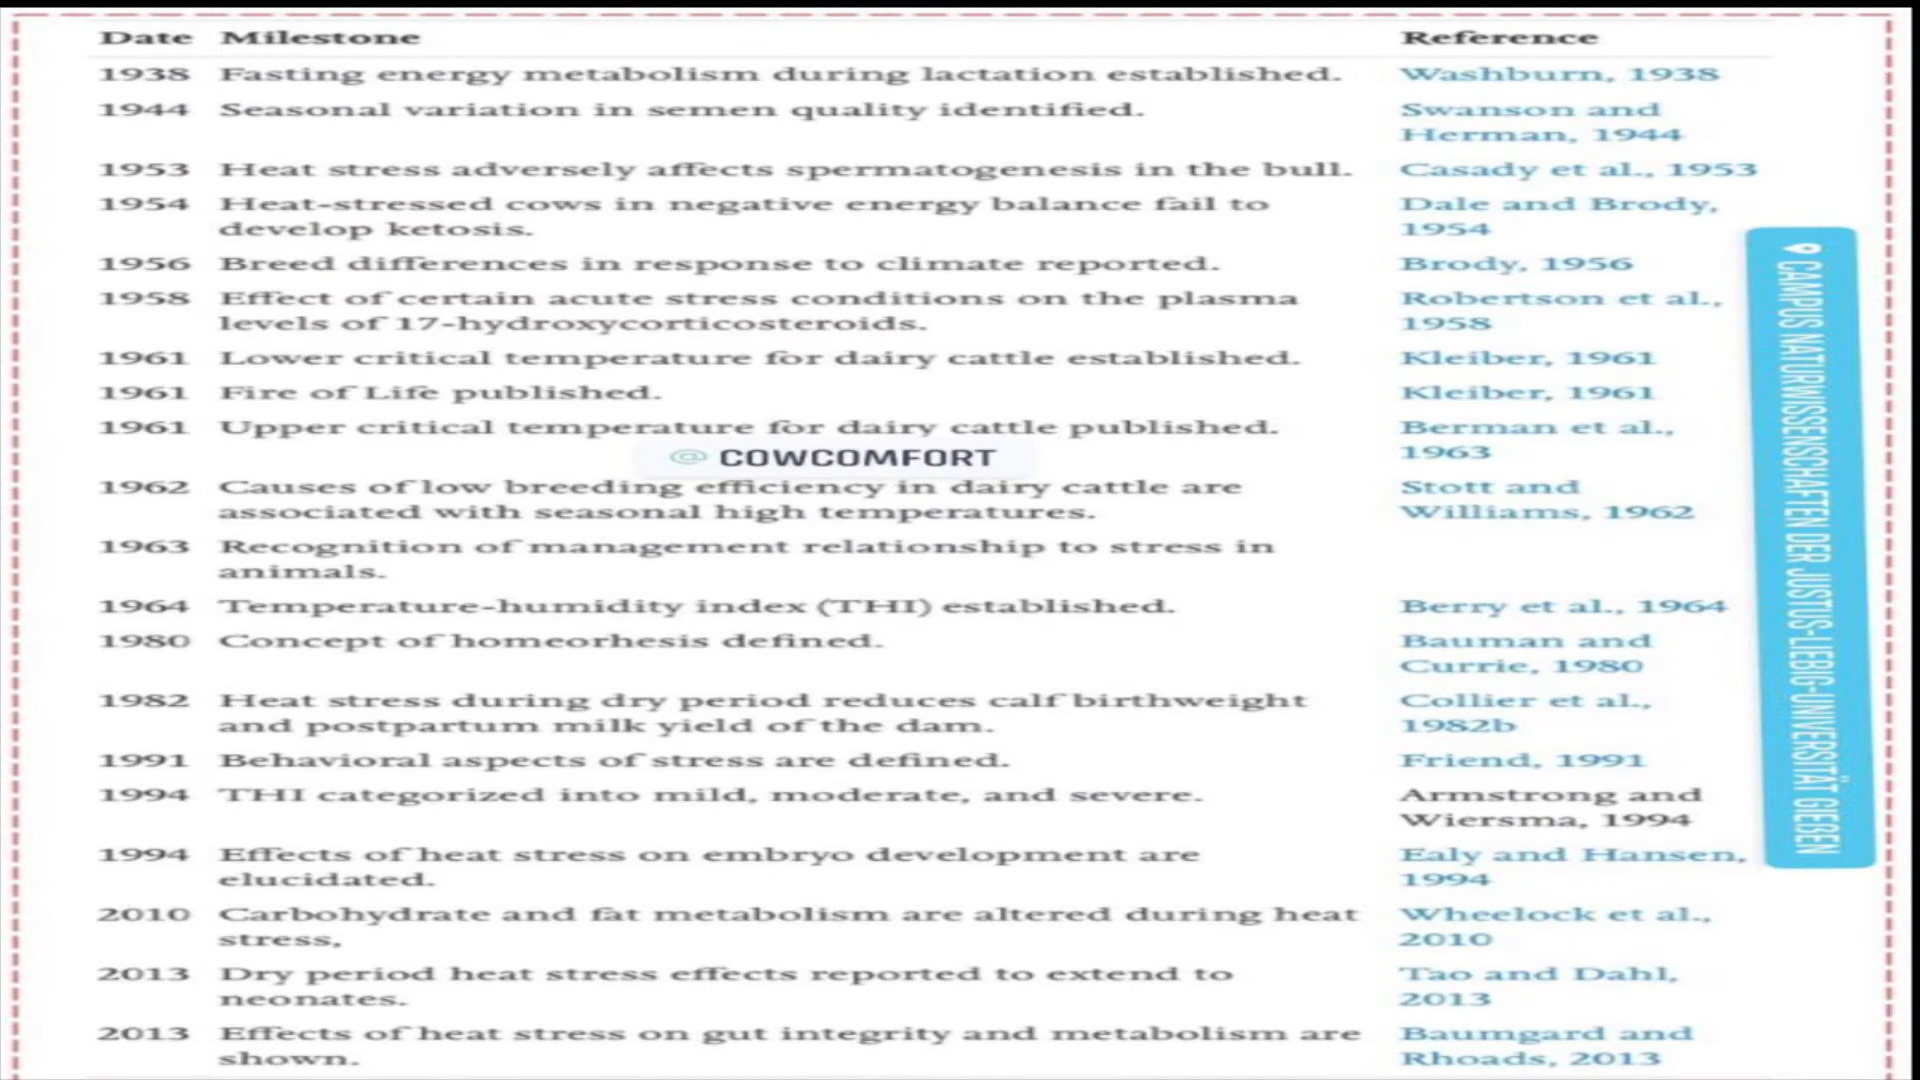 Date Milestone Reference
1938 Fasting energy metabolism during lactation established. Washburn, 1938
1944 Seasonal variation in semen quality identified. Swanson and
Herman, 1944
1953 Heat stress adversely affects spermatogenesis in the bull. Casady et al., 1953
1954 Heat-stressed cows in negative energy balance fail to Dale and Brody,
develop ketosis. 1954
1956 Breed differences in response to climate reported. Brody, 1956
1958 Effect of certain acute stress conditions on the plasma Robertson et al.,
levels of 17-hydroxycorticosteroids. 1958
1961 Lower critical temperature for dairy cattle established. Kleiber, 1961
1961 Fire of Life published. Kleiber, 1961
1961 Upper critical temperature for dairy cattle published. Berman et al.,
1963
@ COWCOMFORT
1962 Causes of low breeding efficiency in dairy cattle are Stott and
associated with seasonal high temperatures. Williams, 1962
1963 Recognition of management relationship to stress in
animals.
1964 Temperature-humidity index (THI) established. Berry et al., 1964
1980 Concept of homeorhesis defined. Bauman and
Currie, 1980
1982 Heat stress during dry period reduces calf birthweight Collier et al.,
and postpartum milk yield of the dam. 1982b
1991 Behavioral aspects of stress are defined. Friend, 1991
1994 THI categorized into mild, moderate, and severe. Armstrong and
Wiersma, 1994
1994 Effects of heat stress on embryo development are Ealy and Hansen,
elucidated. 1994
2010 Carbohydrate and fat metabolism are altered during heat Wheelock et al.,
stress, 2010
2013 Dry period heat stress effects reported to extend to Tao and Dahl,
neonates. 2013
2013 Effects of heat stress on gut integrity and metabolism are Baumgard and
shown. Rhoads, 2013
CAMPUS NATURWISSENSCHAFTEN DER JUSTUS-LIEBIG-UNIVERSITÄT GIEßEN